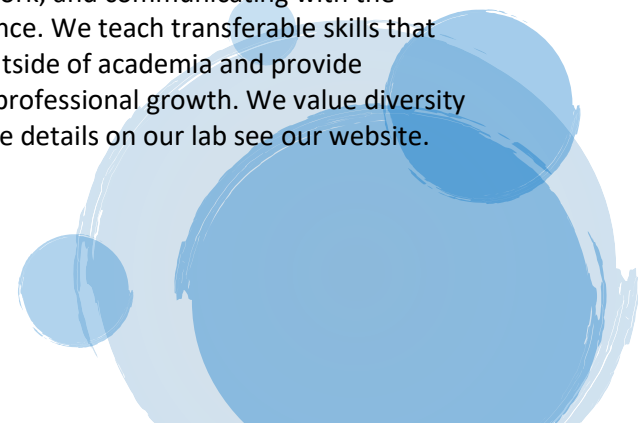 ork, and communicating with the
nce. We teach transferable skills that
tside of academia and provide
professional growth. We value diversity
e details on our lab see our website.